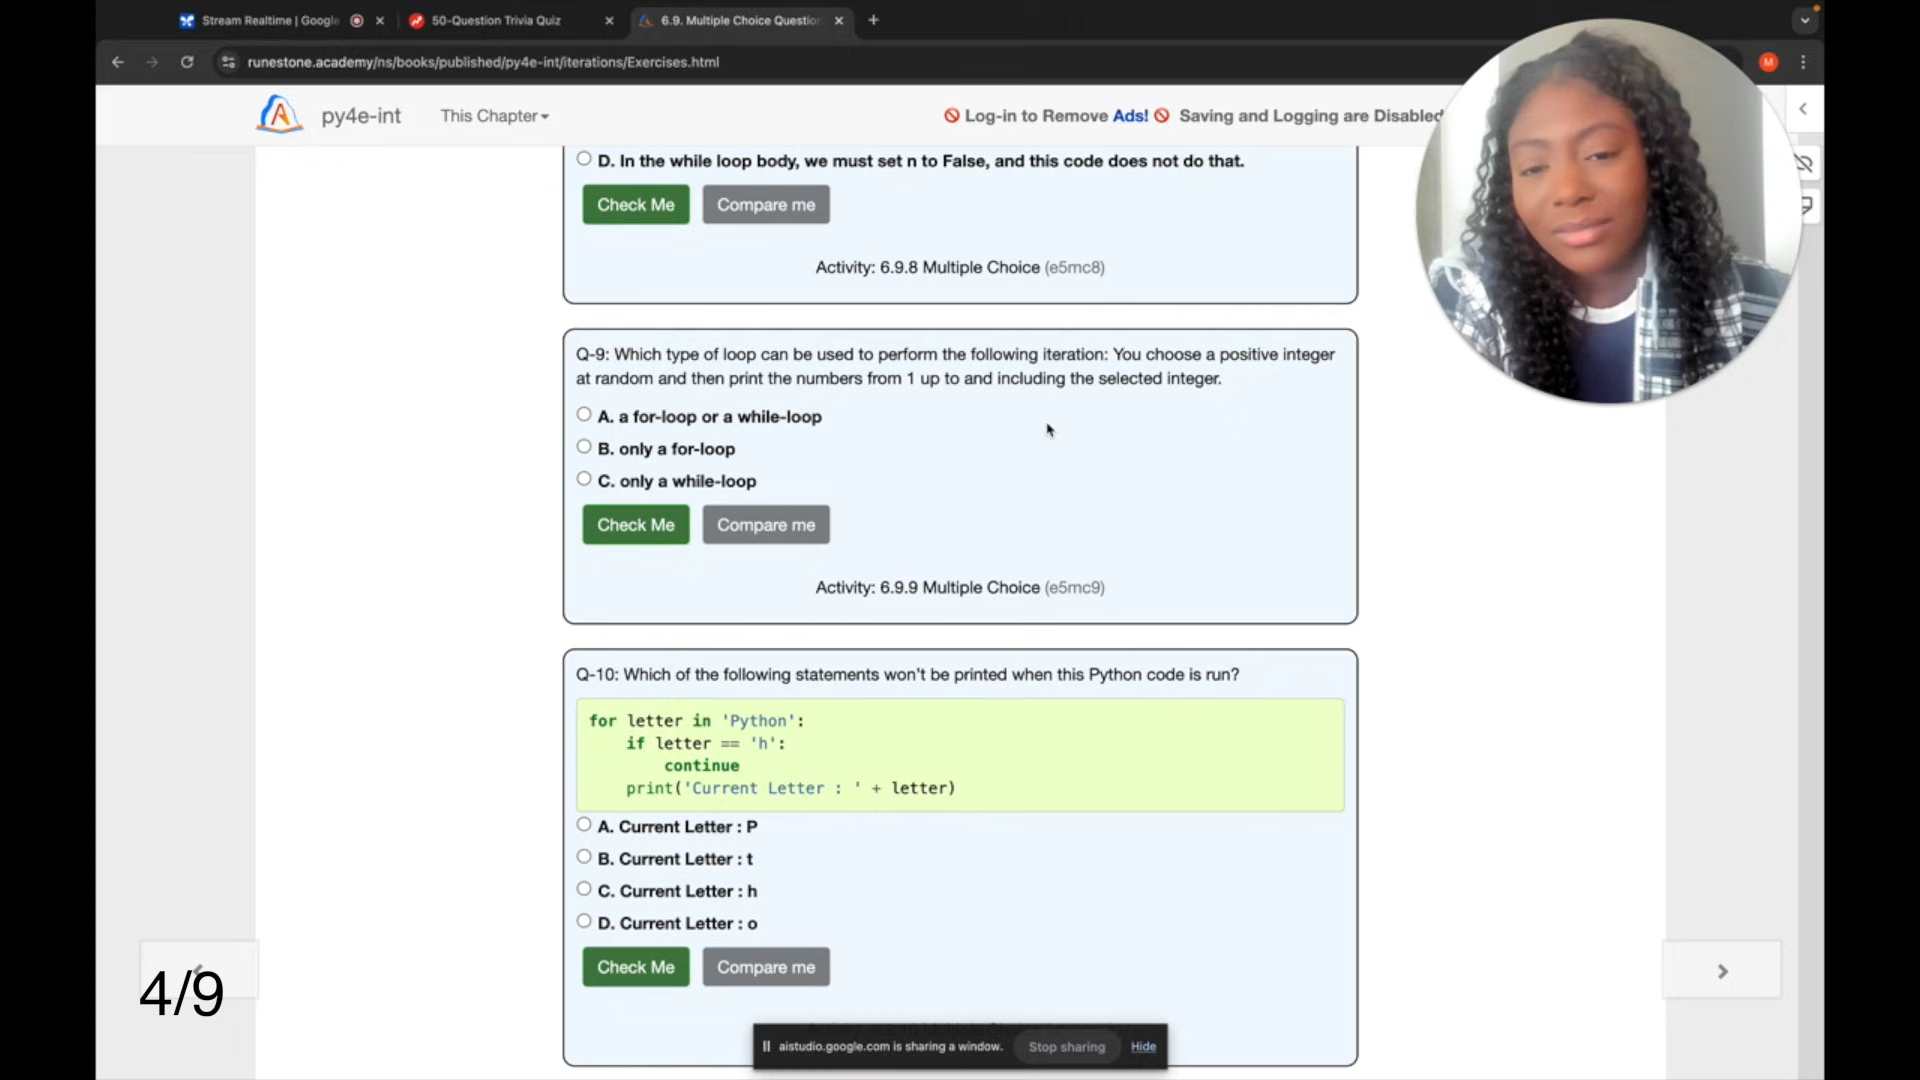 Stream Realtime | Google
50-Question Trivia Quiz
6.9. Multiple Choice Question
runestone.academy/ns/books/published/py4e-int/iterations/Exercises.html
M
py4e-int
This Chapter
Log-in to Remove Ads! Saving and Logging are Disabled
D. In the while loop body, we must set n to False, and this code does not do that.
Check Me
Compare me
Activity: 6.9.8 Multiple Choice (e5mc8)
Q-9: Which type of loop can be used to perform the following iteration: You choose a positive integer
at random and then print the numbers from 1 up to and including the selected integer.
A. a for-loop or a while-loop
B. only a for-loop
C. only a while-loop
Check Me
Compare me
Activity: 6.9.9 Multiple Choice (e5mc9)
Q-10: Which of the following statements won't be printed when this Python code is run?
for letter in 'Python':
    if letter == 'h':
        continue
    print('Current Letter : ' + letter)
A. Current Letter : P
B. Current Letter : t
C. Current Letter : h
D. Current Letter : o
Check Me
Compare me
4/9
aistudio.google.com is sharing a window.
Stop sharing
Hide